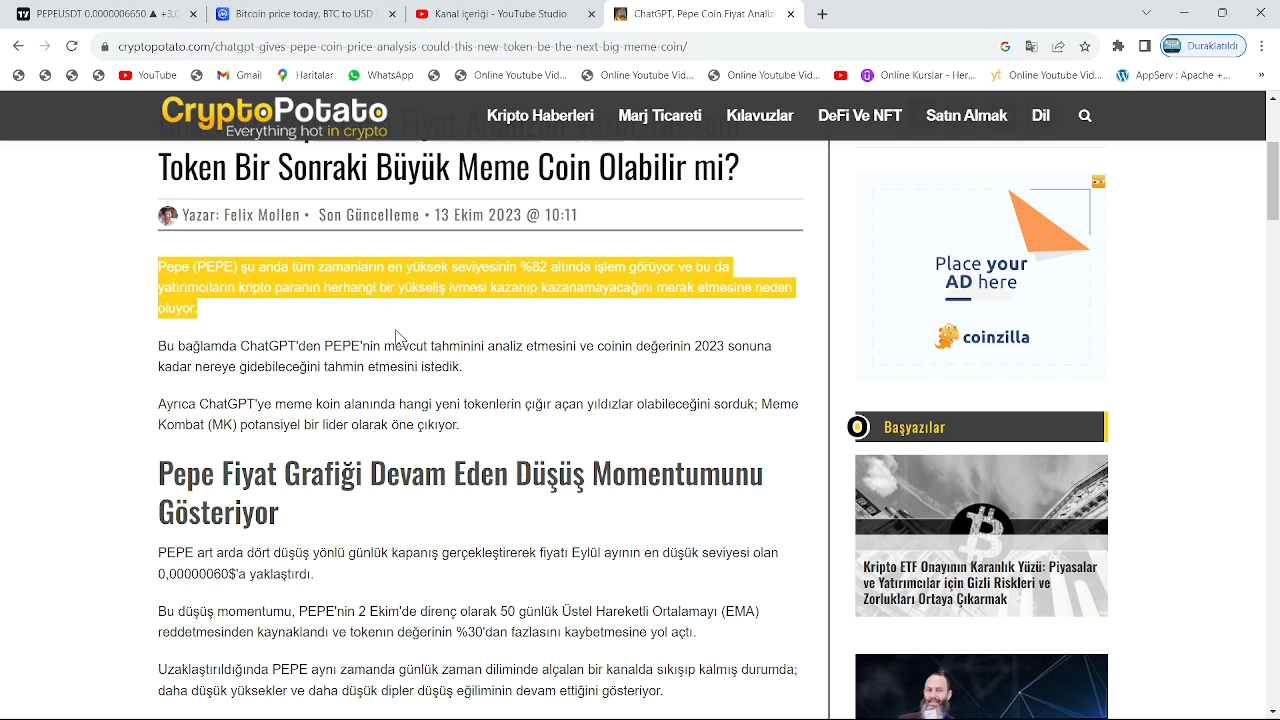 PEPEUSDT 0.0000006650 ▲ +3.0
Bitcoin price today, BTC to USD
Kanal İçeriği - YouTube Studio
ChatGPT, Pepe Coin Fiyat Analizi
cryptopotato.com/chatgpt-gives-pepe-coin-price-analysis-could-this-new-token-be-the-next-big-meme-coin/
Duraklatıldı
YouTube
Gmail
Haritalar
WhatsApp
Online Youtube Vid...
Online Youtube Vid...
Online Youtube Vid...
Online Kurslar - Her...
yt Online Youtube Vid...
AppServ : Apache +...
CryptoPotato
Everything hot in crypto
Kripto Haberleri
Marj Ticareti
Kılavuzlar
DeFi Ve NFT
Satın Almak
Dil
Token Bir Sonraki Büyük Meme Coin Olabilir mi?
Yazar: Felix Mollen • Son Güncelleme • 13 Ekim 2023 @ 10:11
Pepe (PEPE) şu anda tüm zamanların en yüksek seviyesinin %82 altında işlem görüyor ve bu da
yatırımcıların kripto paranın herhangi bir yükseliş ivmesi kazanıp kazanamayacağını merak etmesine neden
oluyor.
Bu bağlamda ChatGPT'den PEPE'nin mevcut tahminini analiz etmesini ve coinin değerinin 2023 sonuna
kadar nereye gidebileceğini tahmin etmesini istedik.
Ayrıca ChatGPT'ye meme koin alanında hangi yeni tokenlerin çığır açan yıldızlar olabileceğini sorduk; Meme
Kombat (MK) potansiyel bir lider olarak öne çıkıyor.
Pepe Fiyat Grafiği Devam Eden Düşüş Momentumunu
Gösteriyor
PEPE art arda dört düşüş yönlü günlük kapanış gerçekleştirerek fiyatı Eylül ayının en düşük seviyesi olan
0,00000060$'a yaklaştırdı.
Bu düşüş momentumu, PEPE'nin 2 Ekim'de direnç olarak 50 günlük Üstel Hareketli Ortalamayı (EMA)
reddetmesinden kaynaklandı ve tokenin değerinin %30'dan fazlasını kaybetmesine yol açtı.
Uzaklaştırıldığında PEPE aynı zamanda günlük zaman diliminde alçalan bir kanalda sıkışıp kalmış durumda;
daha düşük yüksekler ve daha düşük dipler düşüş eğiliminin devam ettiğini gösteriyor.
Place your
AD here
coinzilla
Başyazılar
Kripto ETF Onayının Karanlık Yüzü: Piyasalar
ve Yatırımcılar için Gizli Riskleri ve
Zorlukları Ortaya Çıkarmak